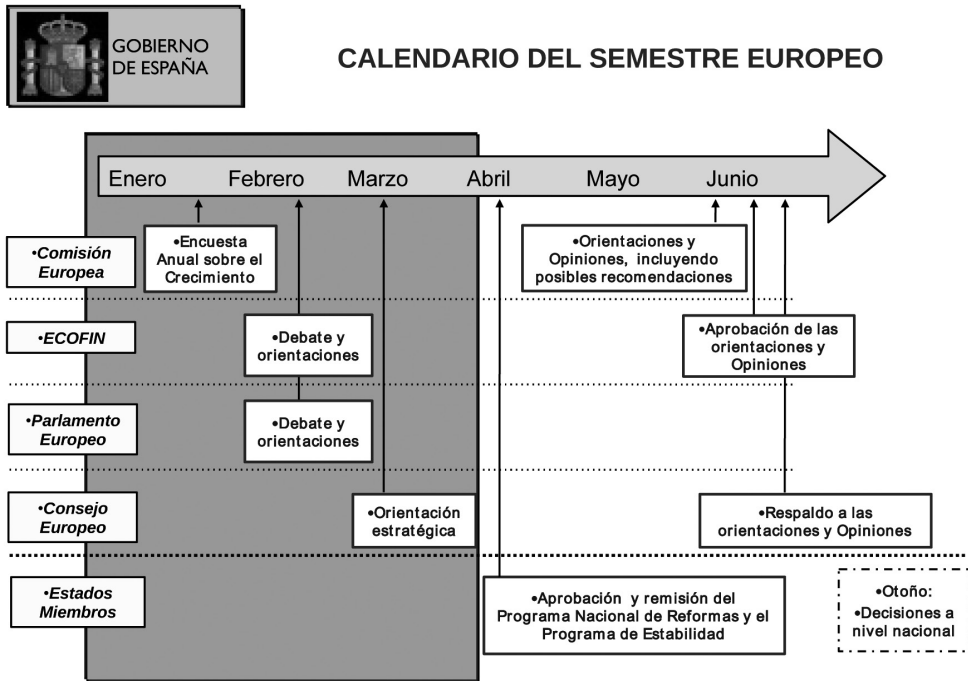 GOBIERNO
DE ESPAÑA
CALENDARIO DEL SEMESTRE EUROPEO
Enero Febrero Marzo Abril Mayo Junio
•Comisión
Europea
•Encuesta
Anual sobre el
Crecimiento
•Orientaciones y
Opiniones, incluyendo
posibles recomendaciones
•ECOFIN
•Debate y
orientaciones
•Aprobación de las
orientaciones y
Opiniones
•Parlamento
Europeo
•Debate y
orientaciones
•Consejo
Europeo
•Orientación
estratégica
•Respaldo a las
orientaciones y Opiniones
•Estados
Miembros
•Aprobación y remisión del
Programa Nacional de Reformas y el
Programa de Estabilidad
•Otoño:
•Decisiones a
nivel nacional